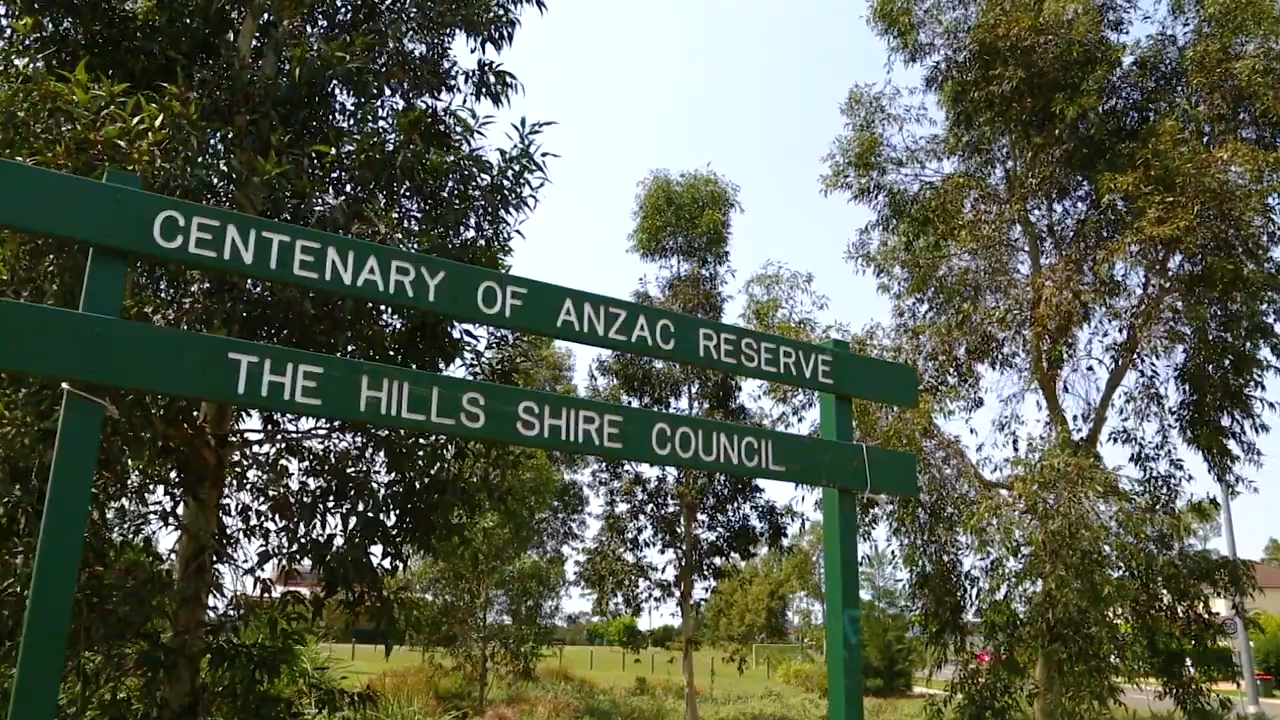 CENTENARY OF ANZAC RESERVE
THE HILLS SHIRE COUNCIL